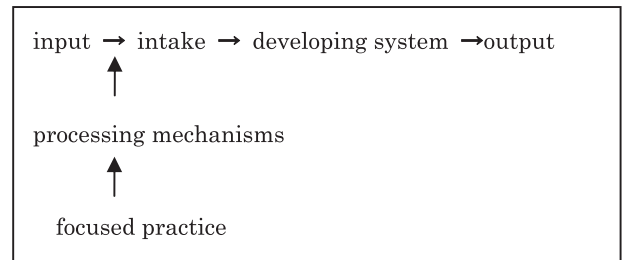 input → intake → developing system →output
processing mechanisms
focused practice